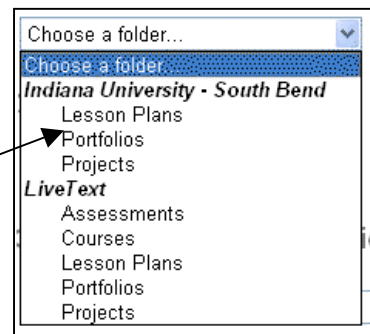 Choose a folder...
Choose a folder...
Indiana University - South Bend
Lesson Plans
Portfolios
Projects
LiveText
Assessments
Courses
Lesson Plans
Portfolios
Projects